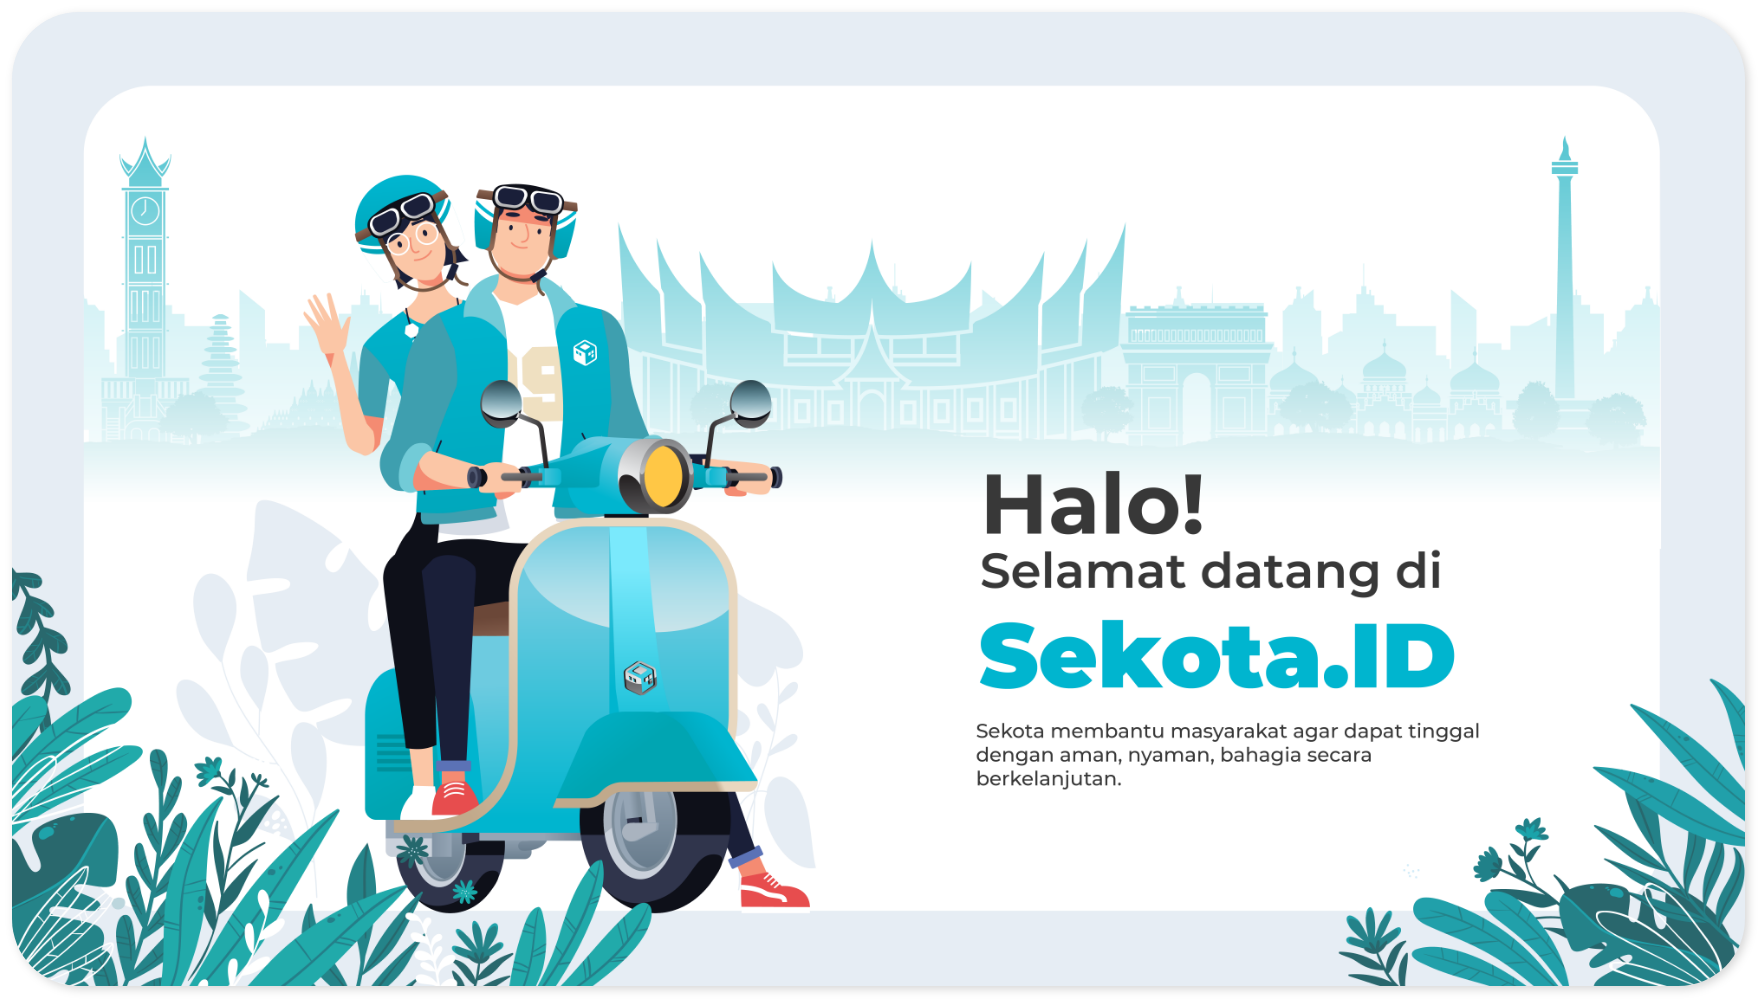 Halo!
Selamat datang di
Sekota.ID
Sekota membantu masyarakat agar dapat tinggal
dengan aman, nyaman, bahagia secara
berkelanjutan.